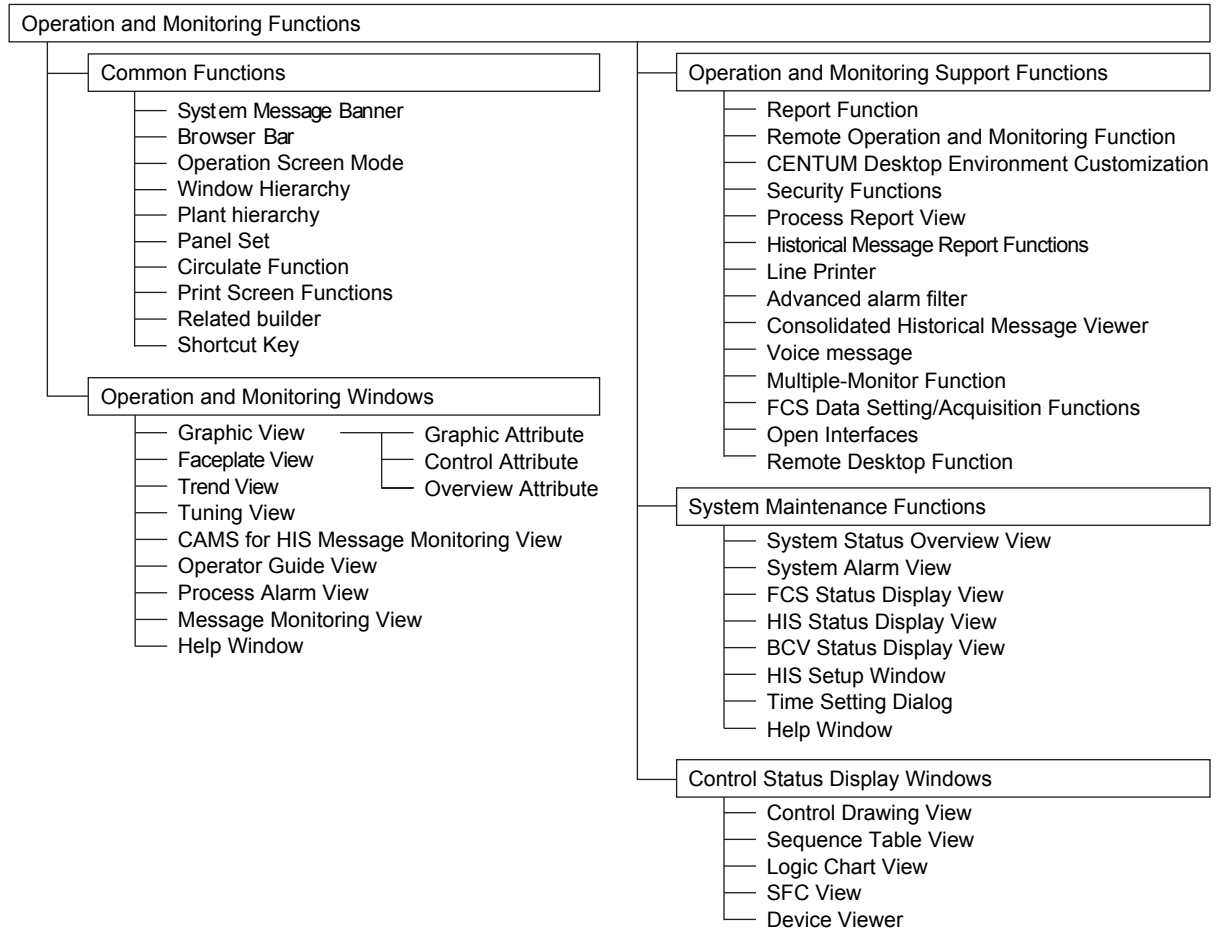 Operation and Monitoring Functions
Common Functions
System Message Banner
Browser Bar
Operation Screen Mode
Window Hierarchy
Plant hierarchy
Panel Set
Circulate Function
Print Screen Functions
Related builder
Shortcut Key
Operation and Monitoring Windows
Graphic View
Graphic Attribute
Faceplate View
Control Attribute
Trend View
Overview Attribute
Tuning View
CAMS for HIS Message Monitoring View
Operator Guide View
Process Alarm View
Message Monitoring View
Help Window
Operation and Monitoring Support Functions
Report Function
Remote Operation and Monitoring Function
CENTUM Desktop Environment Customization
Security Functions
Process Report View
Historical Message Report Functions
Line Printer
Advanced alarm filter
Consolidated Historical Message Viewer
Voice message
Multiple-Monitor Function
FCS Data Setting/Acquisition Functions
Open Interfaces
Remote Desktop Function
System Maintenance Functions
System Status Overview View
System Alarm View
FCS Status Display View
HIS Status Display View
BCV Status Display View
HIS Setup Window
Time Setting Dialog
Help Window
Control Status Display Windows
Control Drawing View
Sequence Table View
Logic Chart View
SFC View
Device Viewer